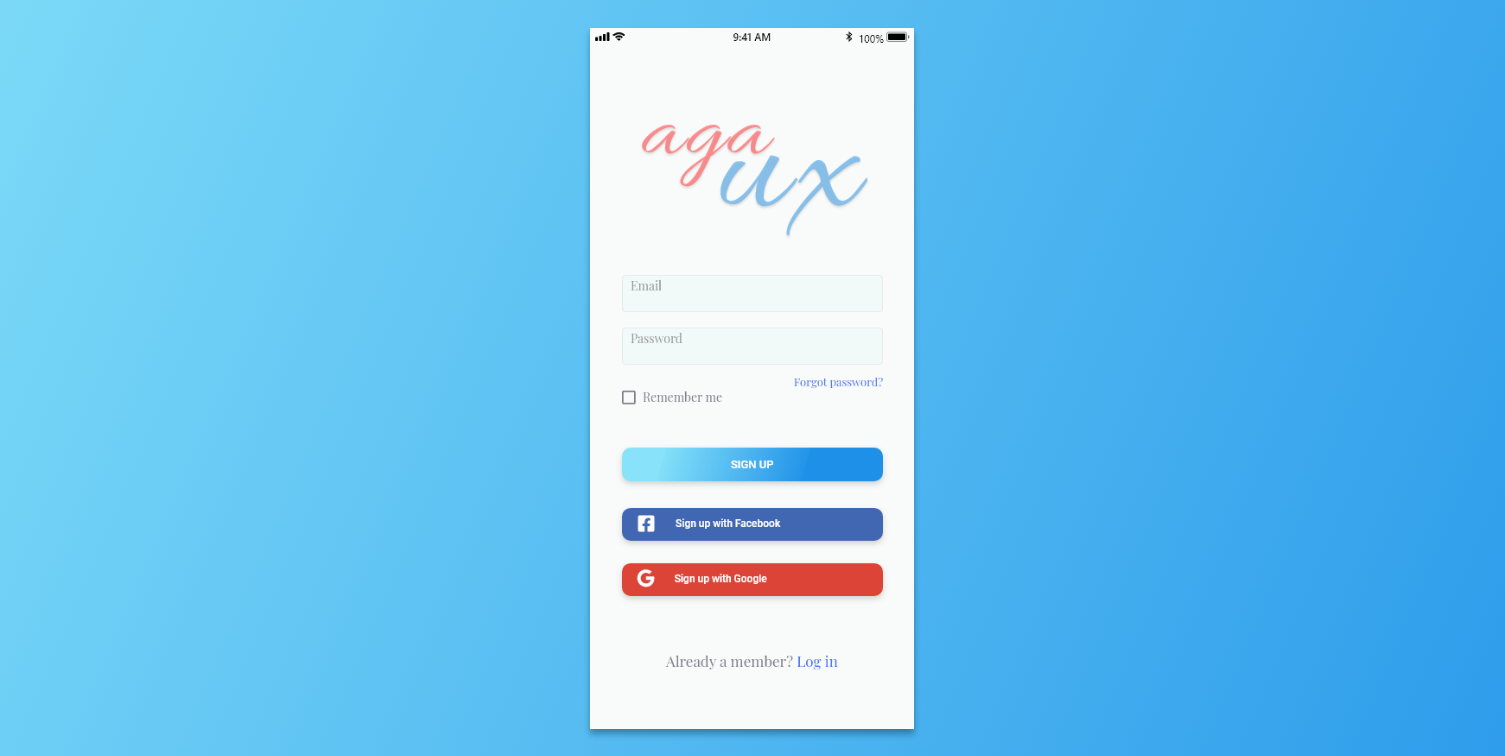 9:41 AM 100%
aga
ux
Email
Password
Forgot password?
Remember me
SIGN UP
Sign up with Facebook
Sign up with Google
Already a member? Log in